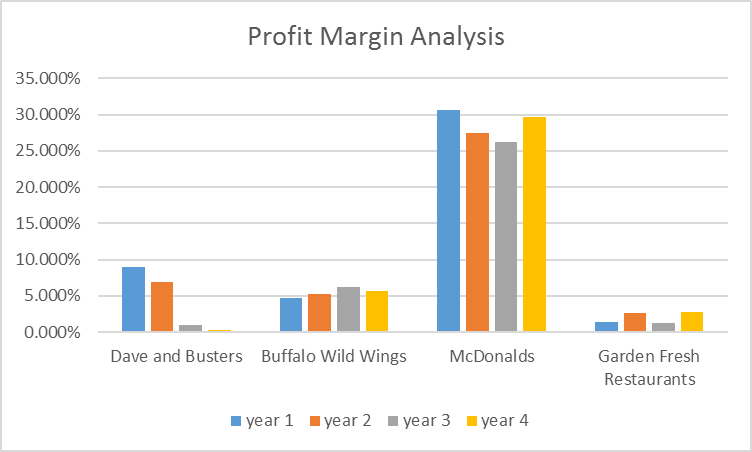 Profit Margin Analysis
35.000%
30.000%
25.000%
20.000%
15.000%
10.000%
5.000%
0.000%
Dave and Busters Buffalo Wild Wings McDonalds Garden Fresh
Restaurants
year 1 year 2 year 3 year 4